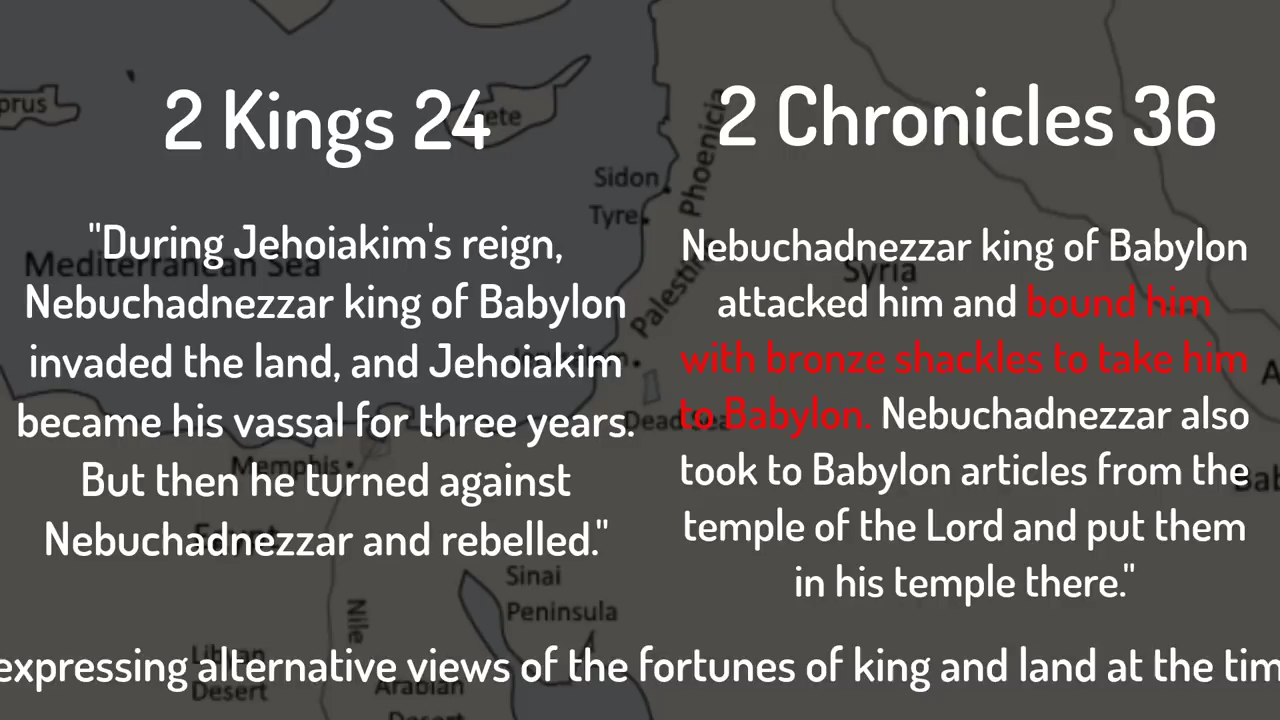 2 Kings 24
"During Jehoiakim's reign,
Nebuchadnezzar king of Babylon
invaded the land, and Jehoiakim
became his vassal for three years.
But then he turned against
Nebuchadnezzar and rebelled."
2 Chronicles 36
Nebuchadnezzar king of Babylon
attacked him and bound him
with bronze shackles to take him
to Babylon. Nebuchadnezzar also
took to Babylon articles from the
temple of the Lord and put them
in his temple there."
expressing alternative views of the fortunes of king and land at the tim
prus
Sidon
Tyre
Phoenicia
Mediterranean Sea
Syria
Dead Sea
Memphis
Egypt
Sinai
Peninsula
Nile
Desert
Arabian
Desert